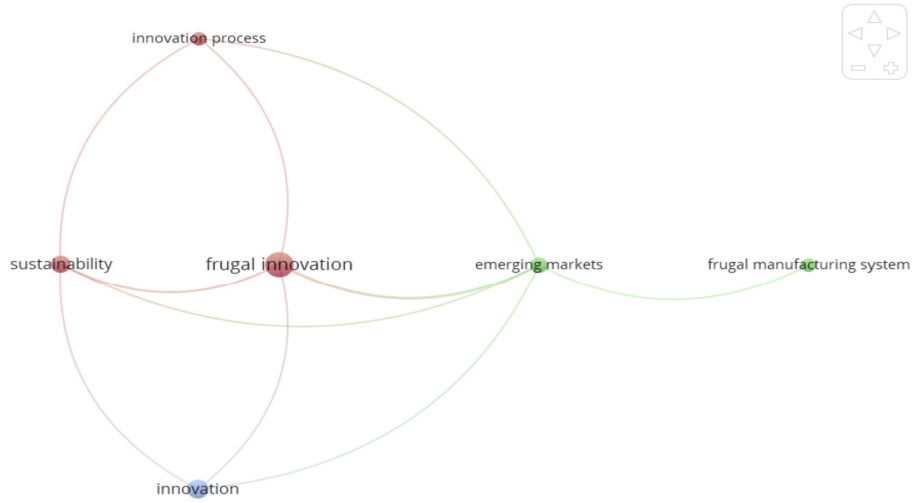 innovation process
sustainability
frugal innovation
emerging markets
frugal manufacturing system
innovation